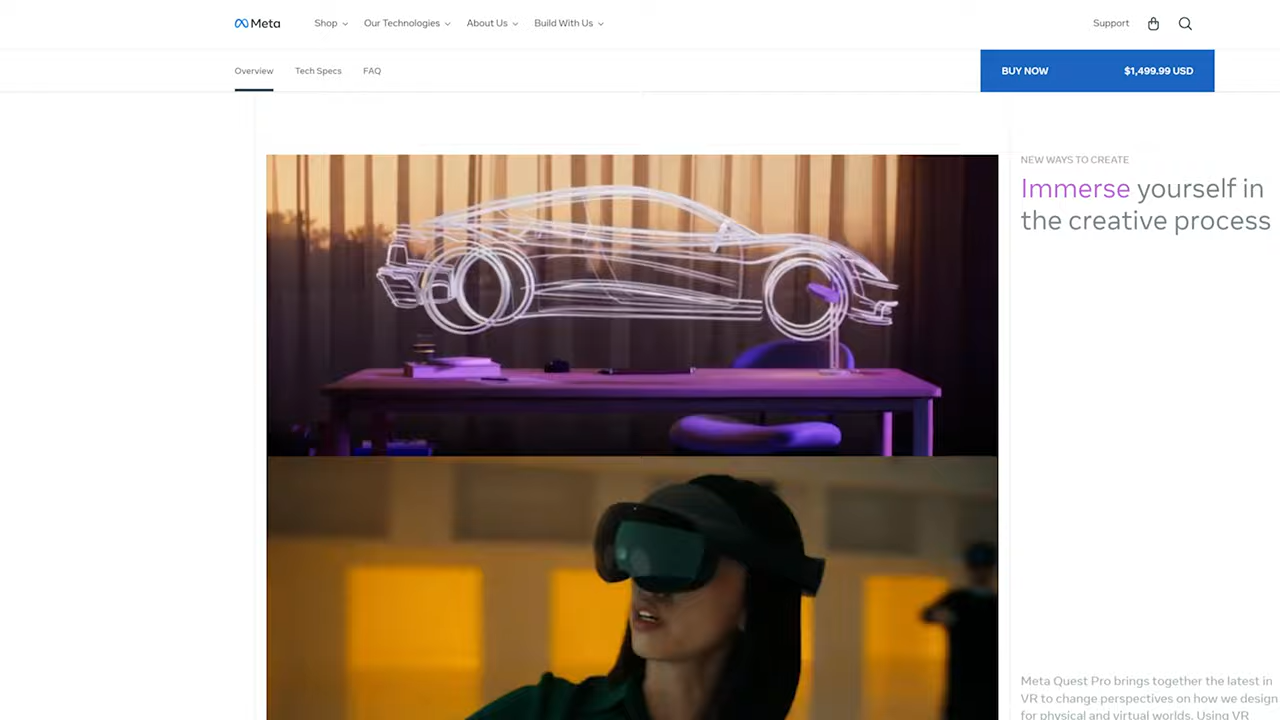 Meta
Shop
Our Technologies
About Us
Build With Us
Support
Overview
Tech Specs
FAQ
BUY NOW
$1,499.99 USD
NEW WAYS TO CREATE
Immerse yourself in
the creative process
Meta Quest Pro brings together the latest in
VR to change perspectives on how we design
for physical and virtual worlds. Using VR